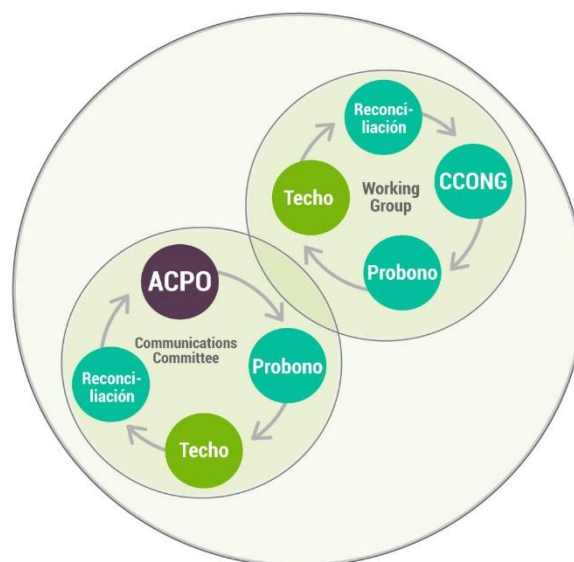 Reconci-
liación
CCONG
Techo
Working
Group
Probono
ACPO
Communications
Committee
Probono
Reconci-
liación
Techo